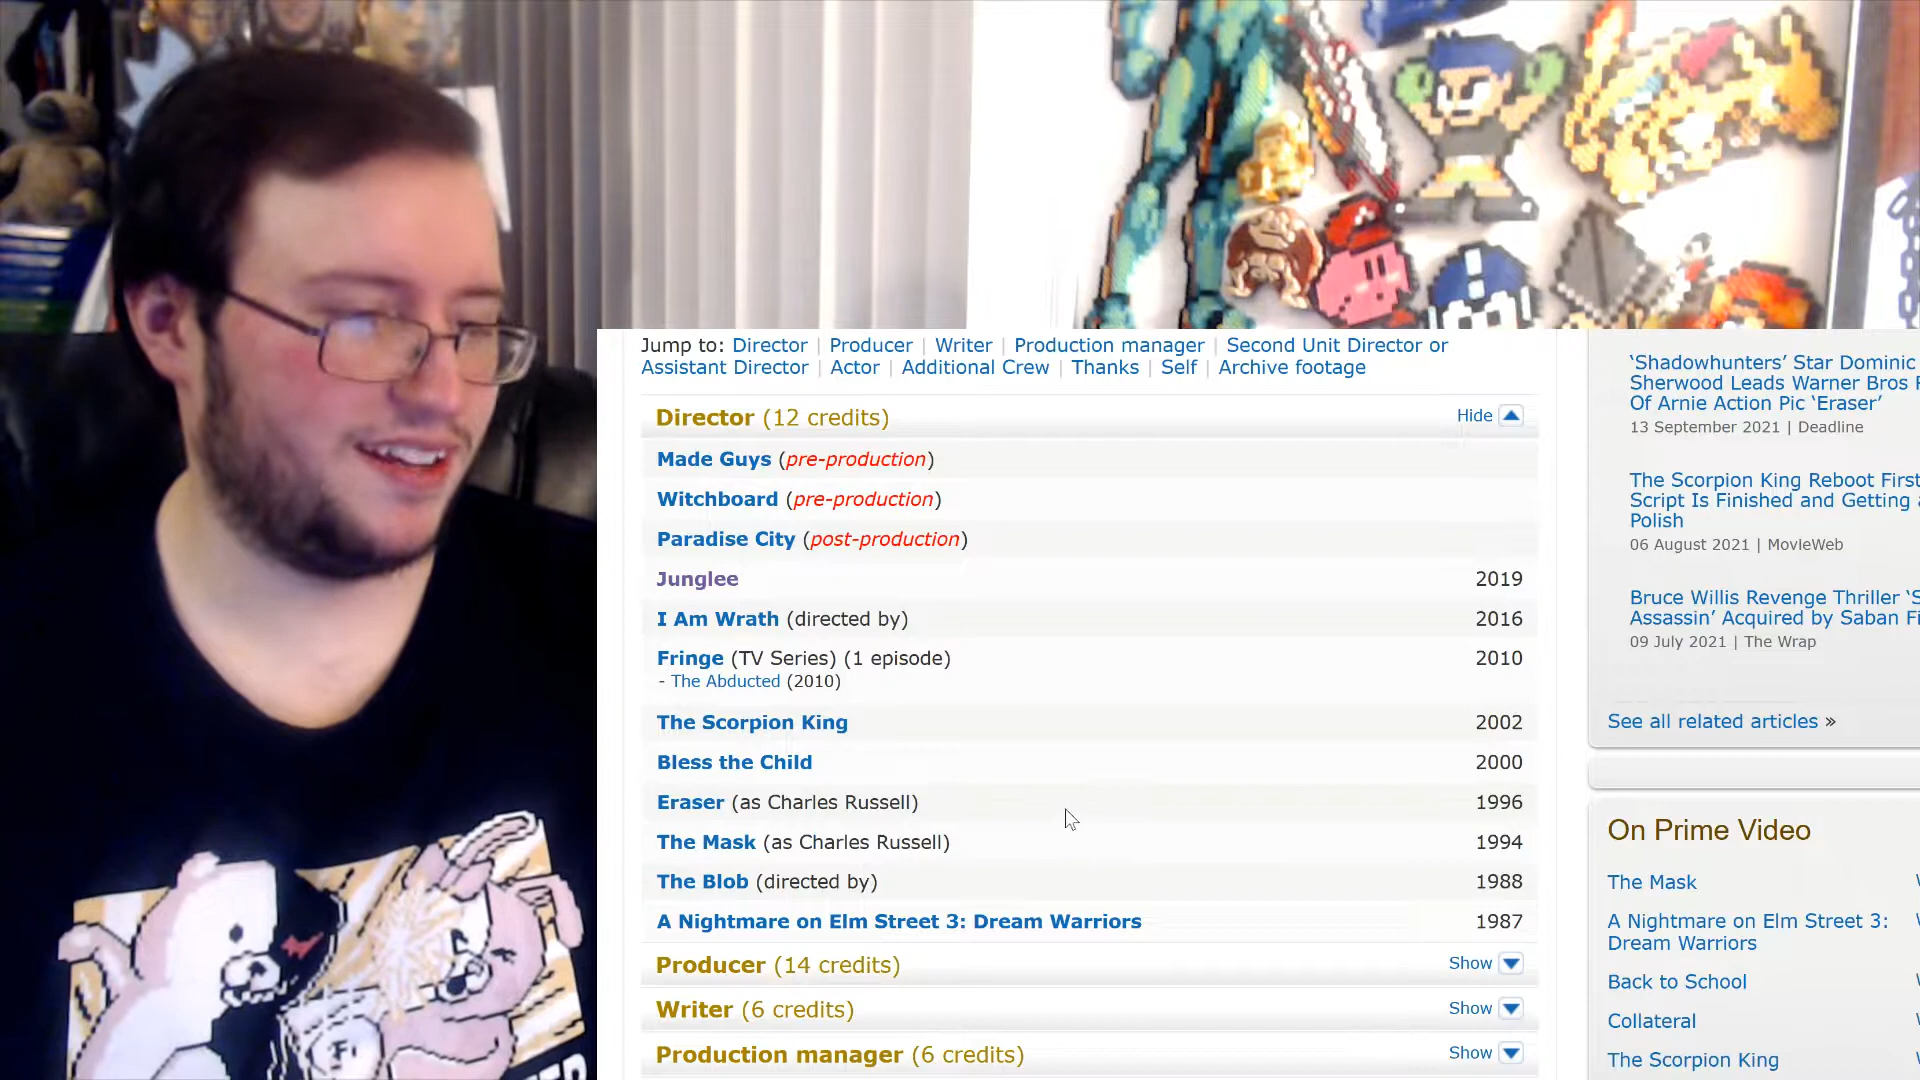 Jump to: Director | Producer | Writer | Production manager | Second Unit Director or
Assistant Director | Actor | Additional Crew | Thanks | Self | Archive footage
Director (12 credits) Hide
Made Guys (pre-production)
Witchboard (pre-production)
Paradise City (post-production)
Junglee 2019
I Am Wrath (directed by) 2016
Fringe (TV Series) (1 episode) 2010
- The Abducted (2010)
The Scorpion King 2002
Bless the Child 2000
Eraser (as Charles Russell) 1996
The Mask (as Charles Russell) 1994
The Blob (directed by) 1988
A Nightmare on Elm Street 3: Dream Warriors 1987
Producer (14 credits) Show
Writer (6 credits) Show
Production manager (6 credits) Show
‘Shadowhunters’ Star Dominic
Sherwood Leads Warner Bros
Of Arnie Action Pic ‘Eraser’
13 September 2021 | Deadline
The Scorpion King Reboot First
Script Is Finished and Getting
Polish
06 August 2021 | MovieWeb
Bruce Willis Revenge Thriller
Assassin’ Acquired by Saban
09 July 2021 | The Wrap
See all related articles »
On Prime Video
The Mask
A Nightmare on Elm Street 3:
Dream Warriors
Back to School
Collateral
The Scorpion King